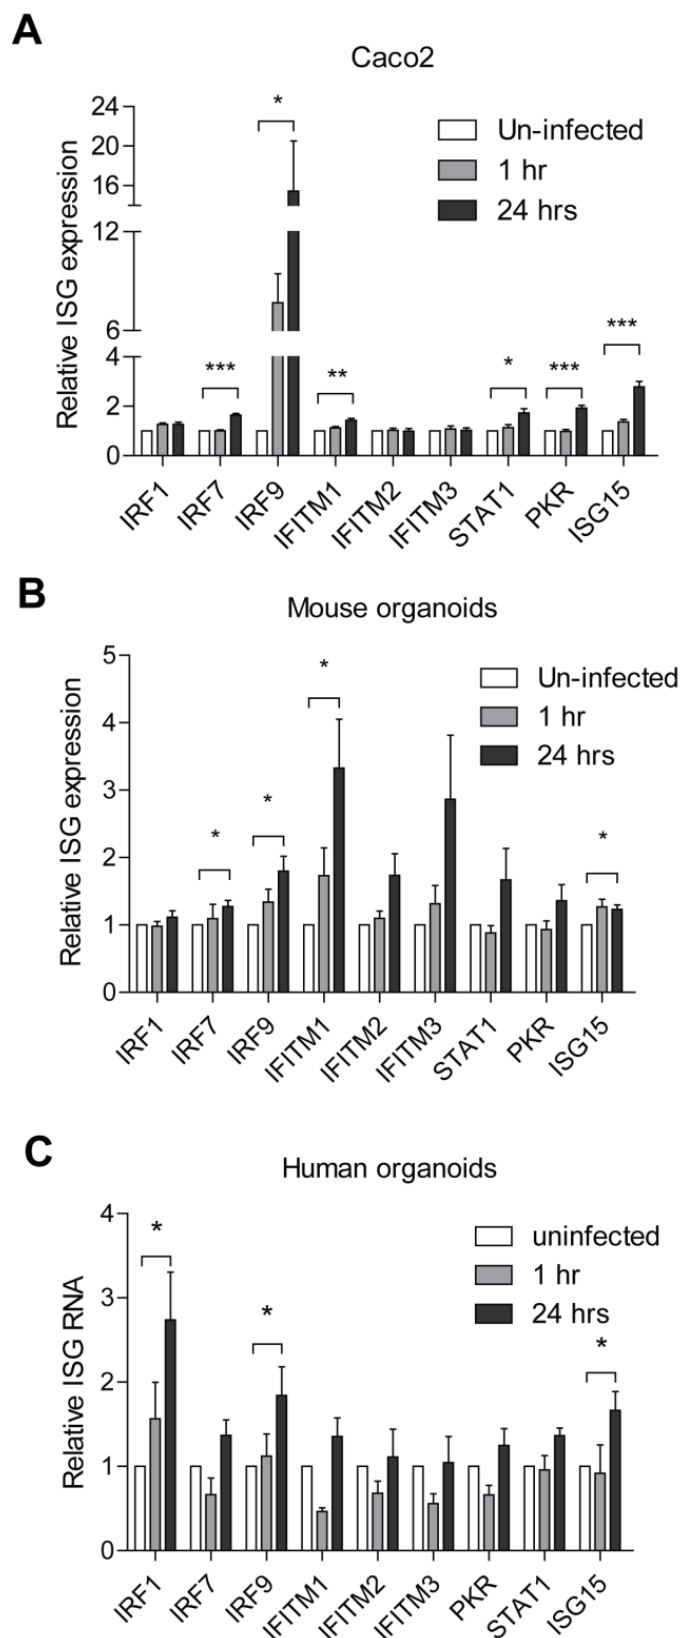 A
Caco2
Relative ISG expression
24
20
16
12
6
4
2
0
Un-infected
1 hr
24 hrs
*
***
**
*
***
***
IRF1
IRF7
IRF9
IFITM1
IFITM2
IFITM3
STAT1
PKR
ISG15
B
Mouse organoids
Relative ISG expression
5
4
3
2
1
0
Un-infected
1 hr
24 hrs
*
*
*
*
IRF1
IRF7
IRF9
IFITM1
IFITM2
IFITM3
STAT1
PKR
ISG15
C
Human organoids
Relative ISG RNA
4
3
2
1
0
uninfected
1 hr
24 hrs
*
*
*
IRF1
IRF7
IRF9
IFITM1
IFITM2
IFITM3
PKR
STAT1
ISG15